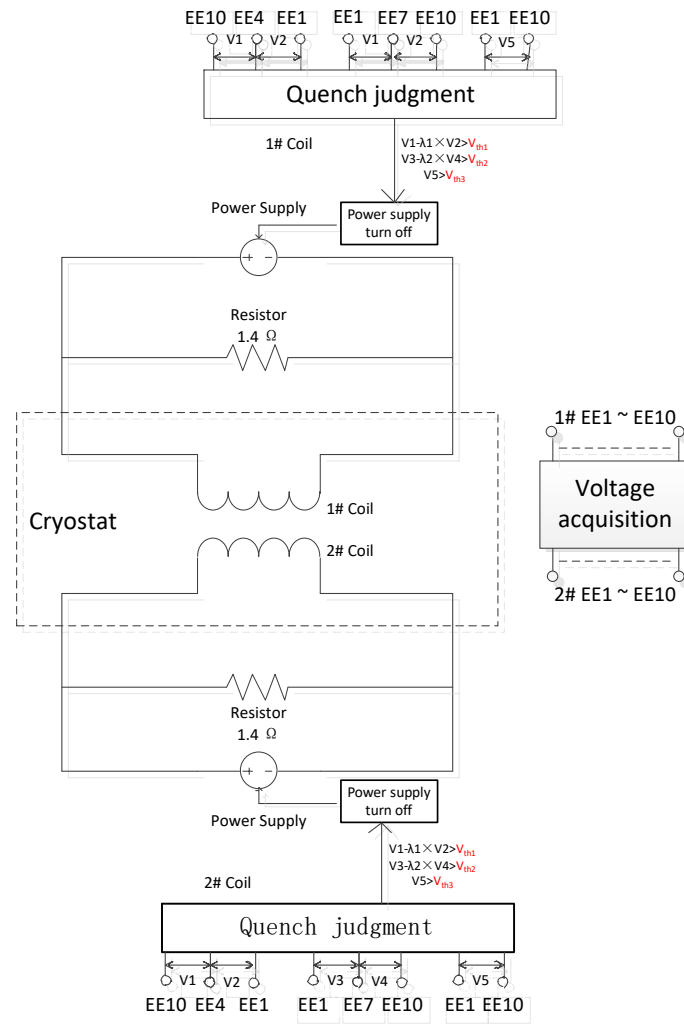 EE10 EE4 EE1 EE1 EE7 EE10 EE1 EE10
V1 V2 V1 V2 V5
Quench judgment
1# Coil
V1-λ1×V2>Vth1
V3-λ2×V4>Vth2
V5>Vth3
Power Supply
Power supply
turn off
+ -
Resistor
1.4 Ω
1# EE1 ~ EE10
Voltage
acquisition
2# EE1 ~ EE10
Cryostat
1# Coil
2# Coil
Resistor
1.4 Ω
+ -
Power supply
turn off
Power Supply
V1-λ1×V2>Vth1
V3-λ2×V4>Vth2
V5>Vth3
2# Coil
Quench judgment
V1 V2 V3 V4 V5
EE10 EE4 EE1 EE1 EE7 EE10 EE1 EE10